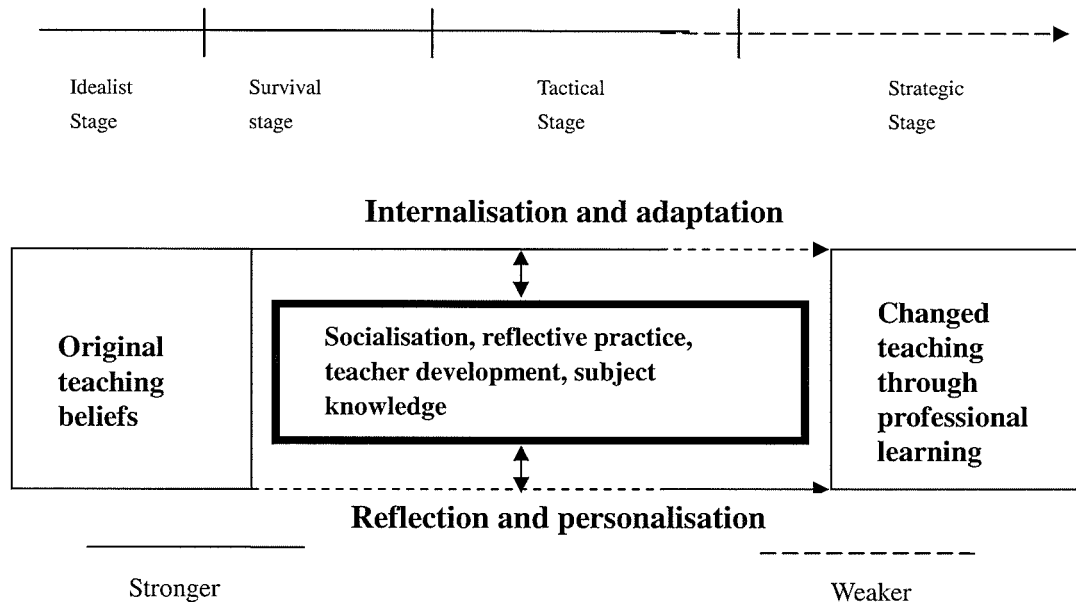 Idealist
Stage
Survival
stage
Tactical
Stage
Strategic
Stage
Internalisation and adaptation
Original
teaching
beliefs
Socialisation, reflective practice,
teacher development, subject
knowledge
Changed
teaching
through
professional
learning
Reflection and personalisation
Stronger
Weaker